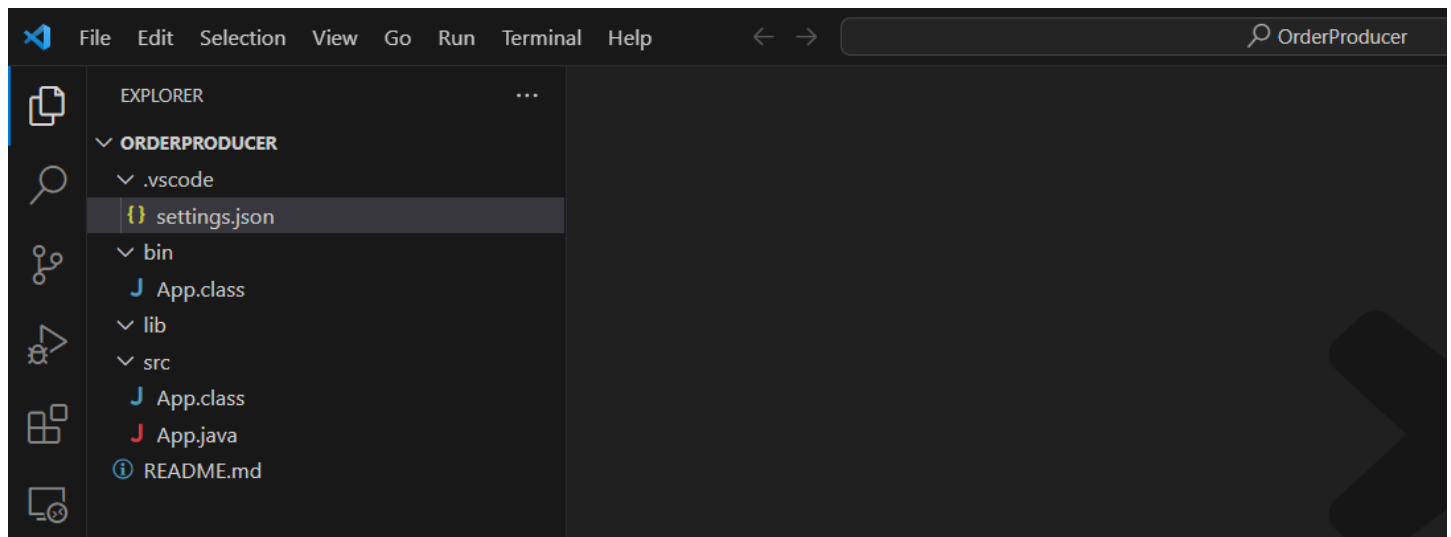 File Edit Selection View Go Run Terminal Help OrderProducer
EXPLORER ...
ORDERPRODUCER
.vscode
{} settings.json
bin
J App.class
lib
src
J App.class
J App.java
README.md